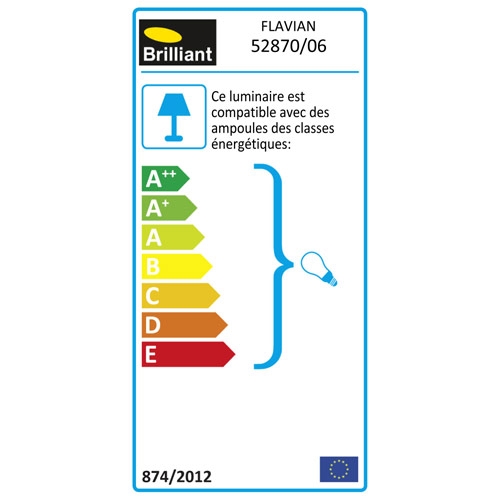 Brilliant
FLAVIAN
52870/06
Ce luminaire est
compatible avec des
ampoules des classes
énergétiques:
A++
A+
A
B
C
D
E
874/2012